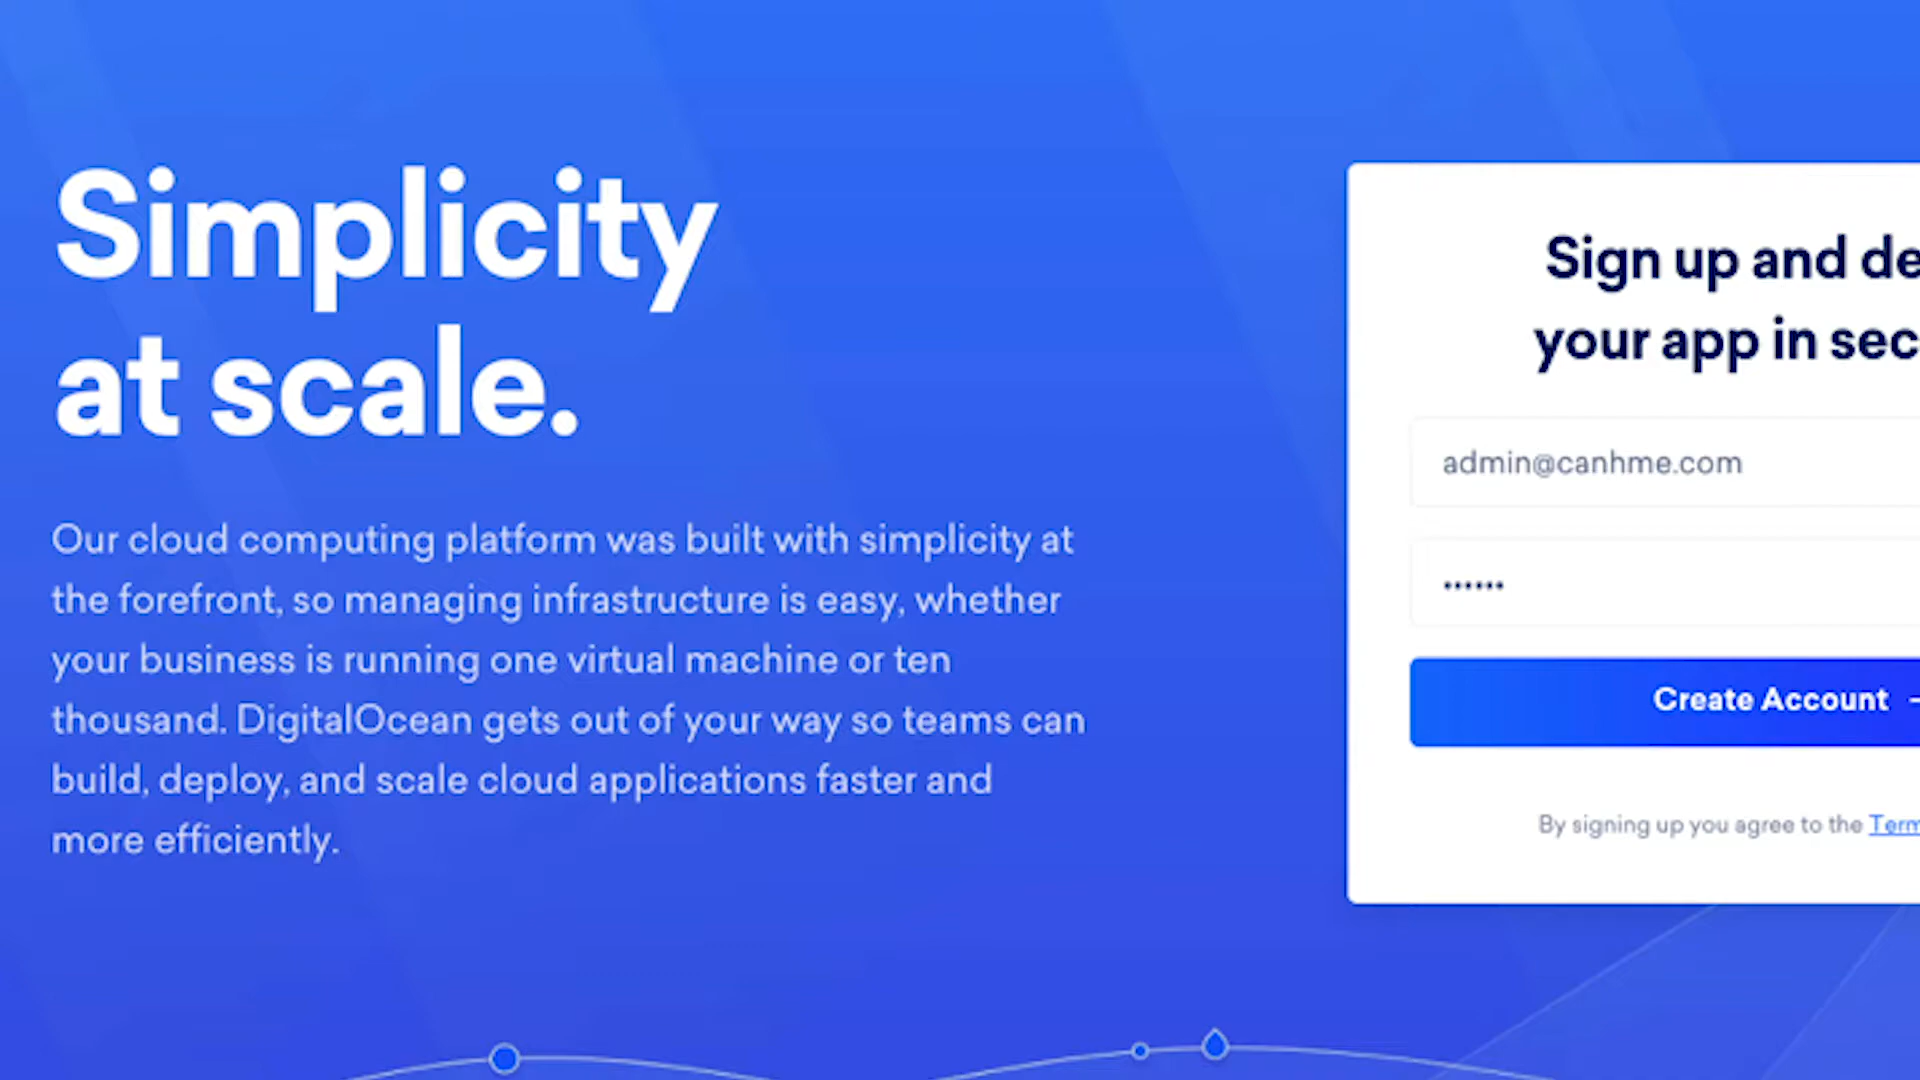 Simplicity
at scale.
Our cloud computing platform was built with simplicity at
the forefront, so managing infrastructure is easy, whether
your business is running one virtual machine or ten
thousand. DigitalOcean gets out of your way so teams can
build, deploy, and scale cloud applications faster and
more efficiently.
Sign up and de
your app in sec
admin@canhme.com
••••••
Create Account
By signing up you agree to the Term